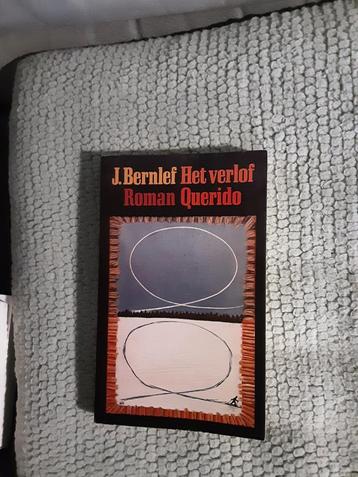 J. Bernlef Het verlof
Roman Querido